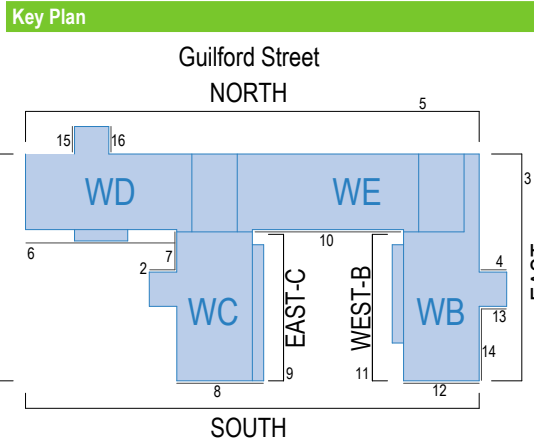 Key Plan
Guilford Street
NORTH
5
15 16
3
WD WE
6 7 10
2 4
EAST-C WEST-B EAST
WC WB
13
14
9 11
8 12
SOUTH